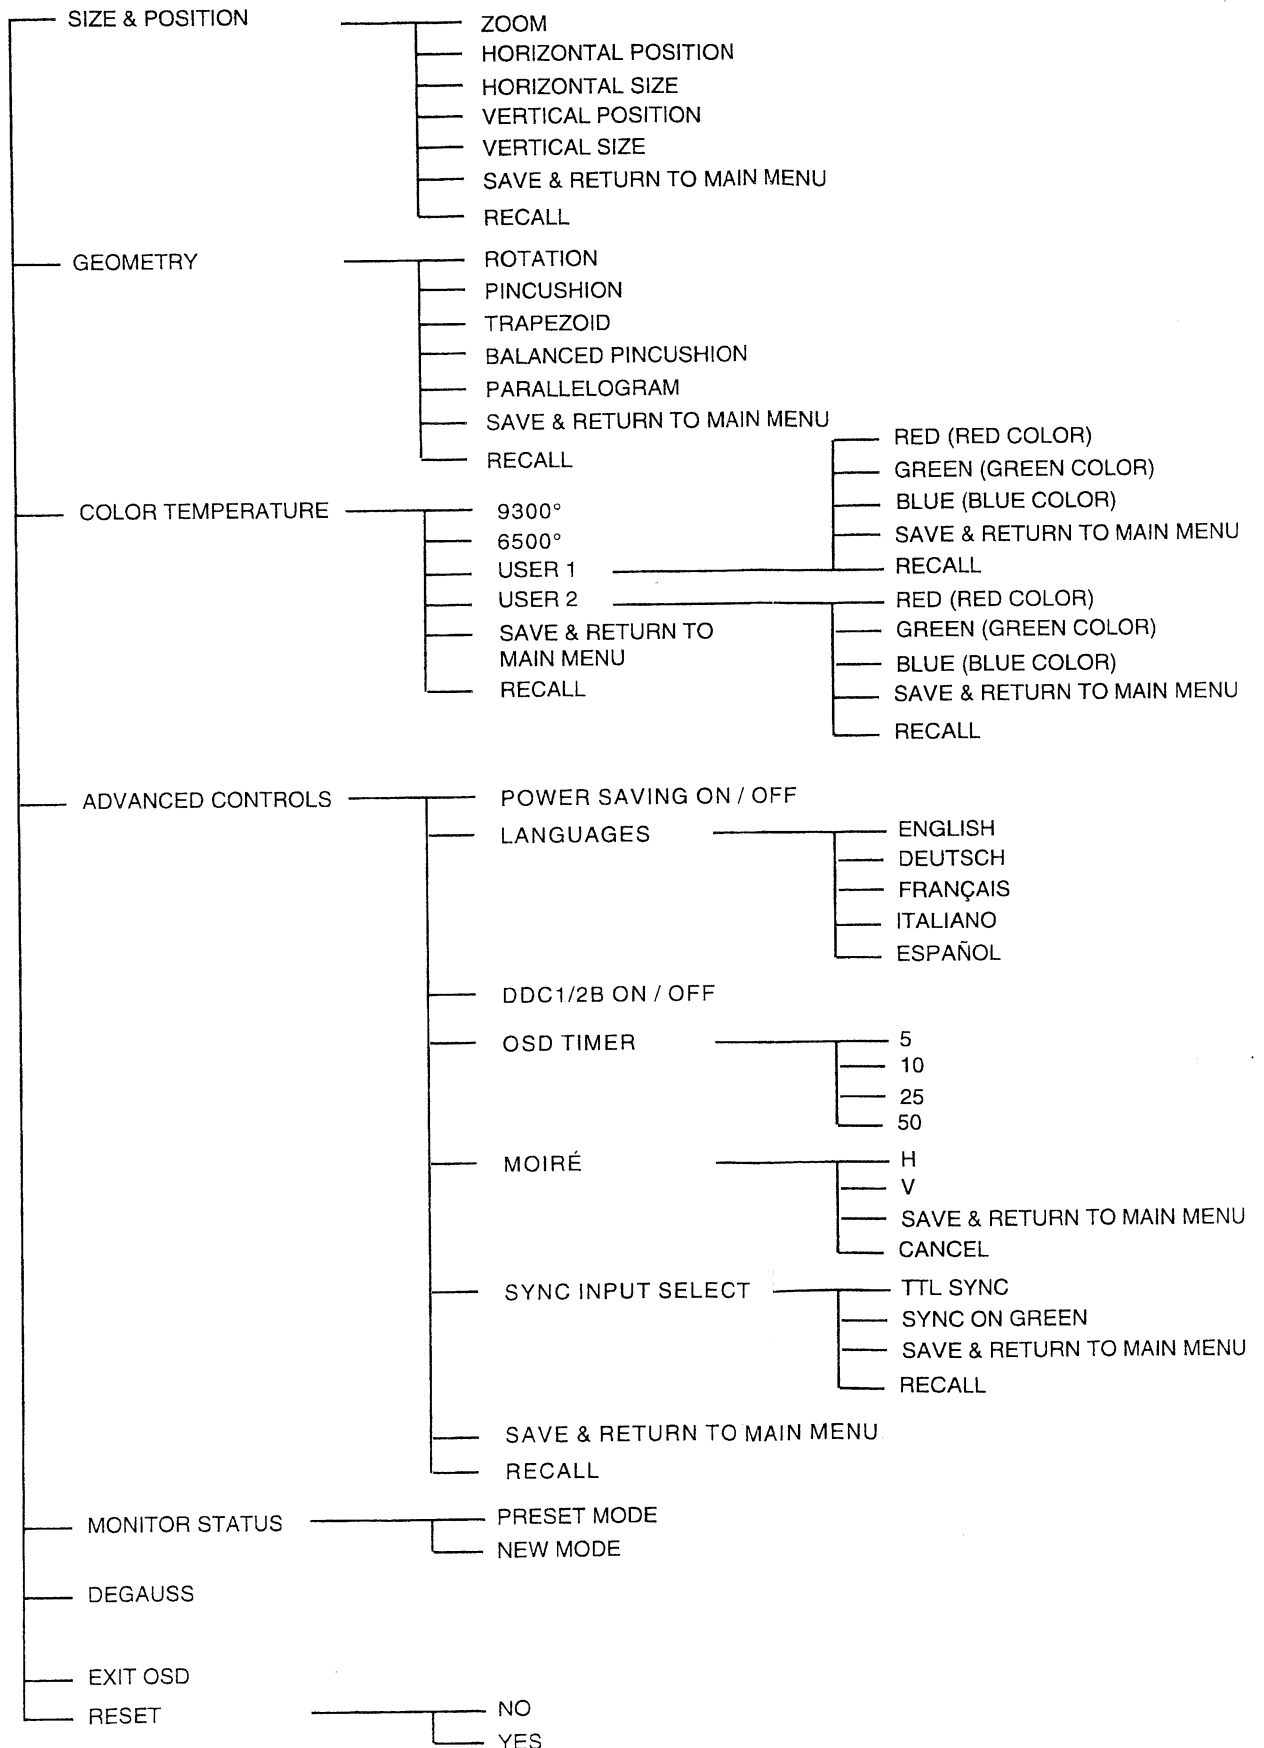 SIZE & POSITION
ZOOM
HORIZONTAL POSITION
HORIZONTAL SIZE
VERTICAL POSITION
VERTICAL SIZE
SAVE & RETURN TO MAIN MENU
RECALL
GEOMETRY
ROTATION
PINCUSHION
TRAPEZOID
BALANCED PINCUSHION
PARALLELOGRAM
SAVE & RETURN TO MAIN MENU
RECALL
COLOR TEMPERATURE
9300°
6500°
USER 1
RED (RED COLOR)
GREEN (GREEN COLOR)
BLUE (BLUE COLOR)
SAVE & RETURN TO MAIN MENU
RECALL
USER 2
RED (RED COLOR)
GREEN (GREEN COLOR)
BLUE (BLUE COLOR)
SAVE & RETURN TO MAIN MENU
RECALL
SAVE & RETURN TO
MAIN MENU
RECALL
ADVANCED CONTROLS
POWER SAVING ON / OFF
LANGUAGES
ENGLISH
DEUTSCH
FRANÇAIS
ITALIANO
ESPAÑOL
DDC1/2B ON / OFF
OSD TIMER
5
10
25
50
MOIRÉ
H
V
SAVE & RETURN TO MAIN MENU
CANCEL
SYNC INPUT SELECT
TTL SYNC
SYNC ON GREEN
SAVE & RETURN TO MAIN MENU
RECALL
SAVE & RETURN TO MAIN MENU
RECALL
MONITOR STATUS
PRESET MODE
NEW MODE
DEGAUSS
EXIT OSD
RESET
NO
YES